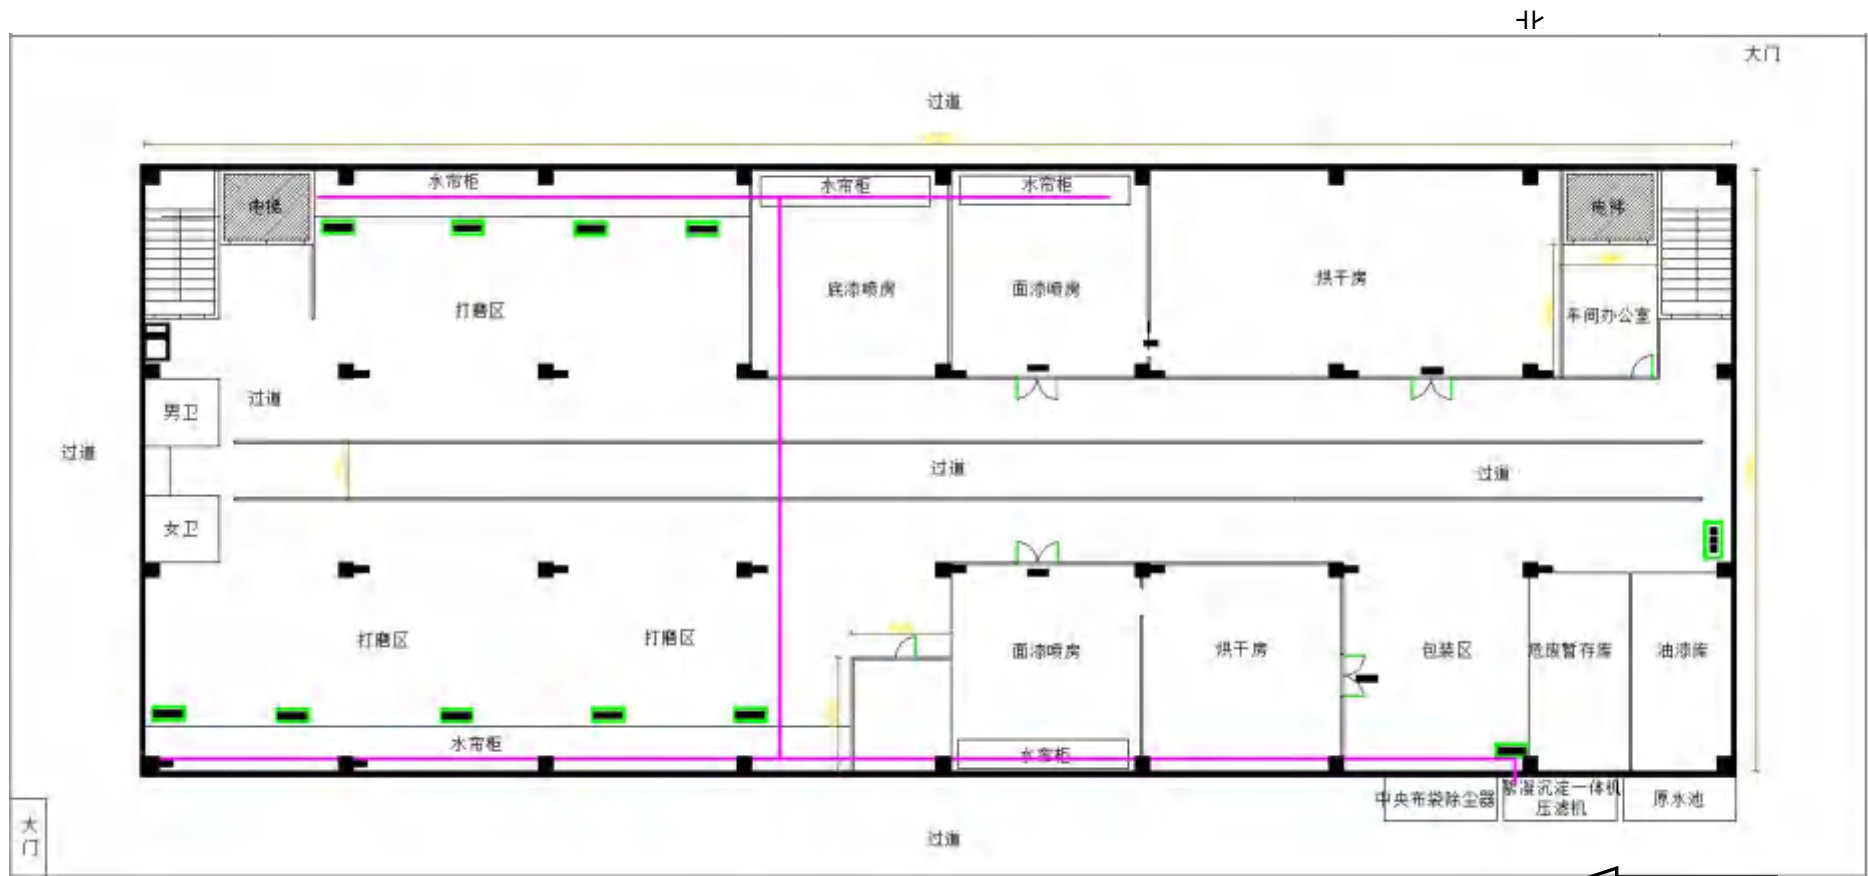 北
大门
过道
水帘柜
水帘柜
水帘柜
电梯
电梯
底漆喷房
面漆喷房
烘干房
打磨区
车间办公室
过道
男卫
过道
过道
过道
女卫
打磨区
打磨区
面漆喷房
烘干房
包装区
危废暂存库
油漆库
水帘柜
水帘柜
中央布袋除尘器
絮凝沉淀一体机
压滤机
原水池
大门
过道